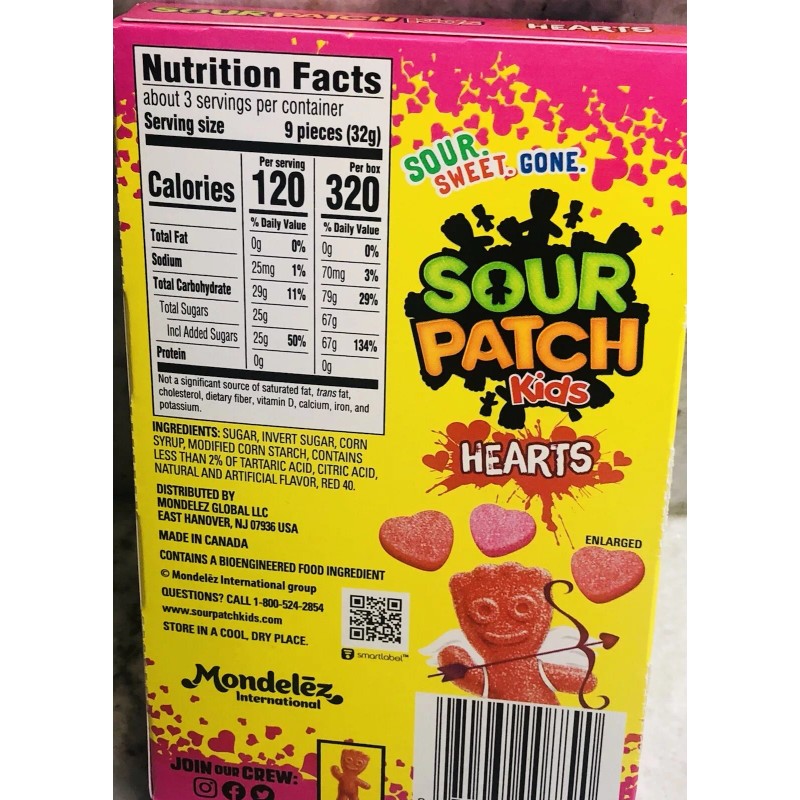 SOUR PATCH Kids HEARTS
Nutrition Facts
about 3 servings per container
Serving size 9 pieces (32g)
Per serving Per box
Calories 120 320
% Daily Value % Daily Value
Total Fat 0g 0% 0g 0%
Sodium 25mg 1% 70mg 3%
Total Carbohydrate 29g 11% 79g 29%
Total Sugars 25g 67g
Incl Added Sugars 25g 50% 67g 134%
Protein 0g 0g
Not a significant source of saturated fat, trans fat,
cholesterol, dietary fiber, vitamin D, calcium, iron, and
potassium.
INGREDIENTS: SUGAR, INVERT SUGAR, CORN
SYRUP, MODIFIED CORN STARCH, CONTAINS
LESS THAN 2% OF TARTARIC ACID, CITRIC ACID,
NATURAL AND ARTIFICIAL FLAVOR, RED 40.
DISTRIBUTED BY
MONDELEZ GLOBAL LLC
EAST HANOVER, NJ 07936 USA
MADE IN CANADA
CONTAINS A BIOENGINEERED FOOD INGREDIENT
© Mondelēz International group
QUESTIONS? CALL 1-800-524-2854
www.sourpatchkids.com
STORE IN A COOL, DRY PLACE.
smartlabel™
Mondelēz
International
JOIN OUR CREW:
SOUR.
SWEET. GONE.
SOUR
PATCH
Kids
HEARTS
ENLARGED